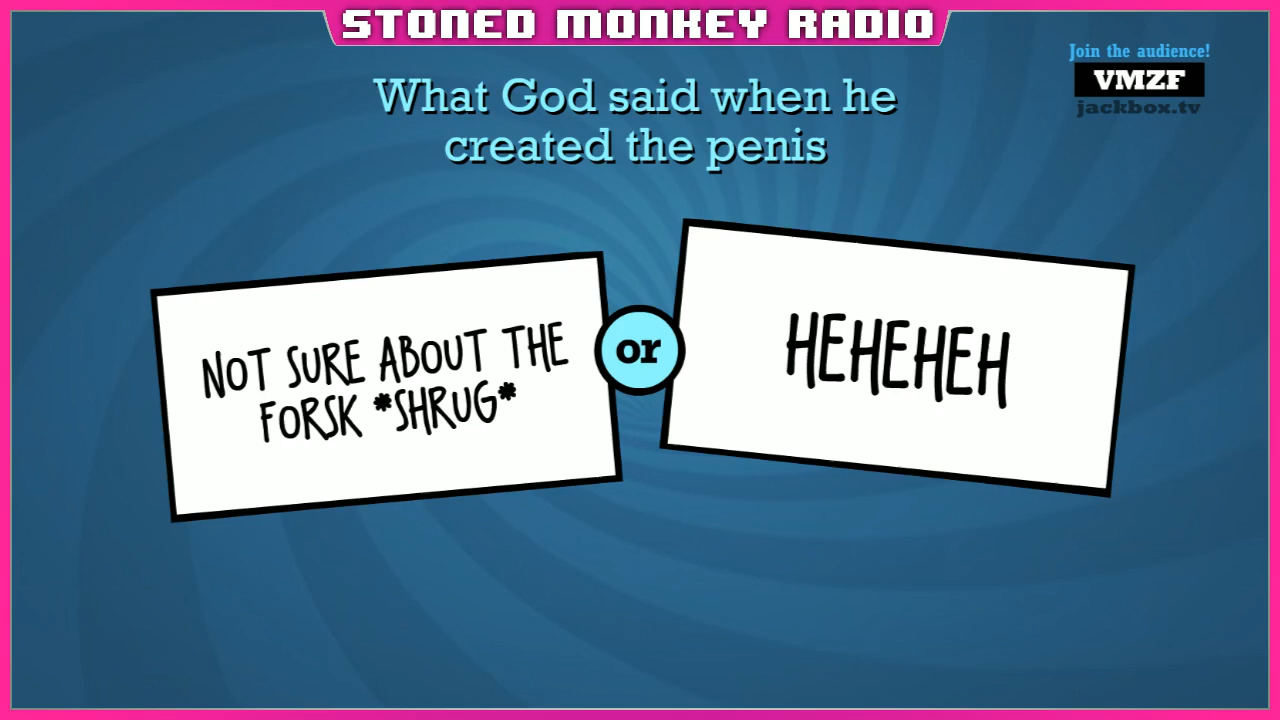 STONED MONKEY RADIO
Join the audience!
VMZF
jackbox.tv
What God said when he
created the penis
NOT SURE ABOUT THE
FORSK *SHRUG*
or
HEHEHEH